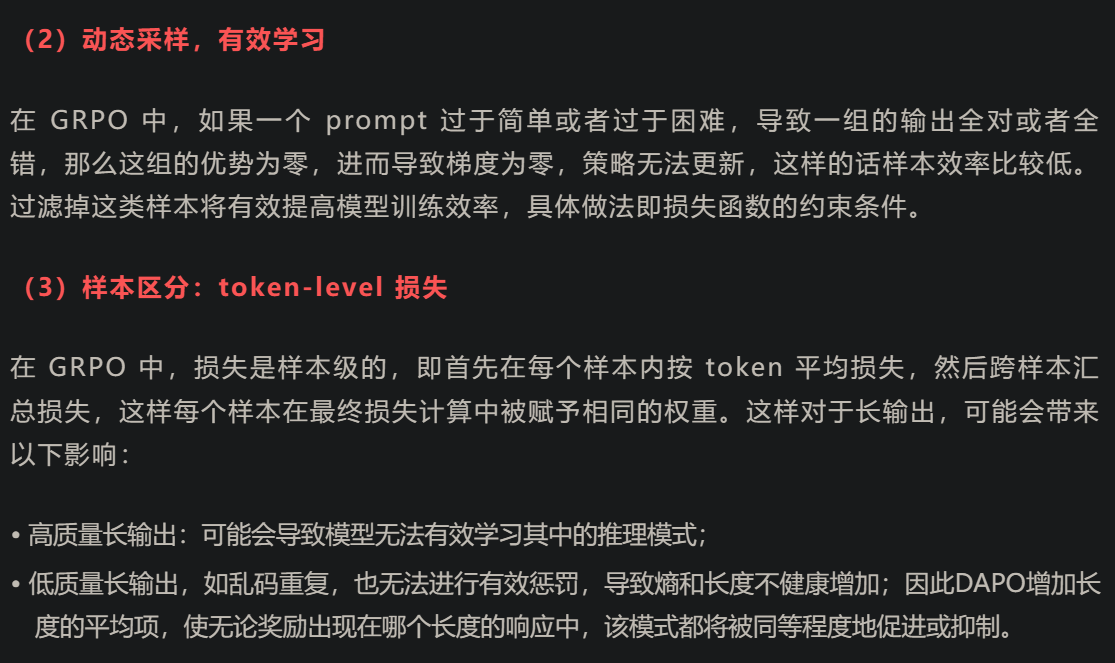 （2）动态采样，有效学习
在 GRPO 中，如果一个 prompt 过于简单或者过于困难，导致一组的输出全对或者全
错，那么这组的优势为零，进而导致梯度为零，策略无法更新，这样的话样本效率比较低。
过滤掉这类样本将有效提高模型训练效率，具体做法即损失函数的约束条件。
（3）样本区分：token-level 损失
在 GRPO 中，损失是样本级的，即首先在每个样本内按 token 平均损失，然后跨样本汇
总损失，这样每个样本在最终损失计算中被赋予相同的权重。这样对于长输出，可能会带来
以下影响：
• 高质量长输出：可能会导致模型无法有效学习其中的推理模式；
• 低质量长输出，如乱码重复，也无法进行有效惩罚，导致熵和长度不健康增加；因此DAPO增加长
度的平均项，使无论奖励出现在哪个长度的响应中，该模式都将被同等程度地促进或抑制。